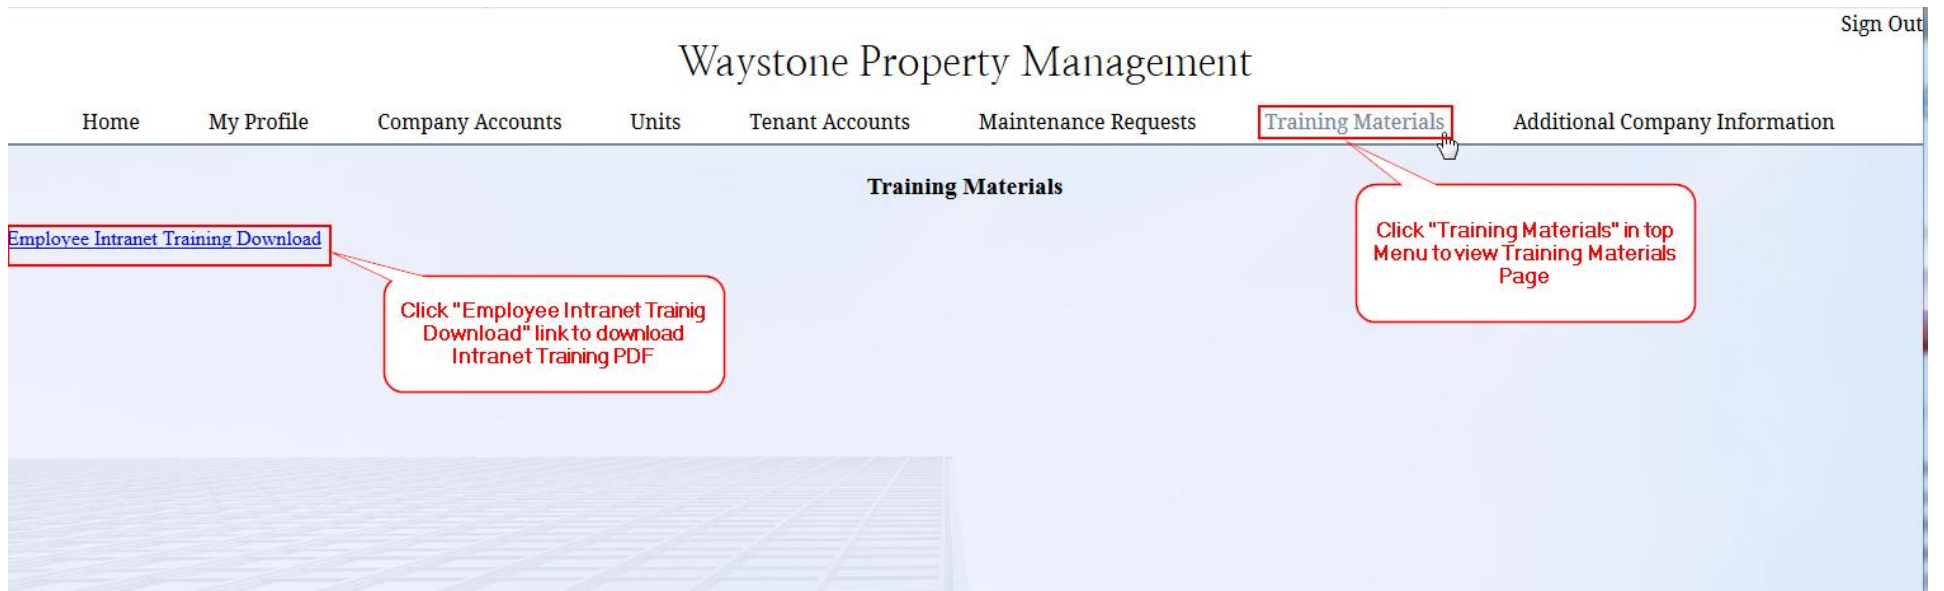 Sign Out
Waystone Property Management
Home My Profile Company Accounts Units Tenant Accounts Maintenance Requests Training Materials Additional Company Information
Training Materials
Employee Intranet Training Download
Click "Training Materials" in top
Menu to view Training Materials
Page
Click "Employee Intranet Trainig
Download" link to download
Intranet Training PDF